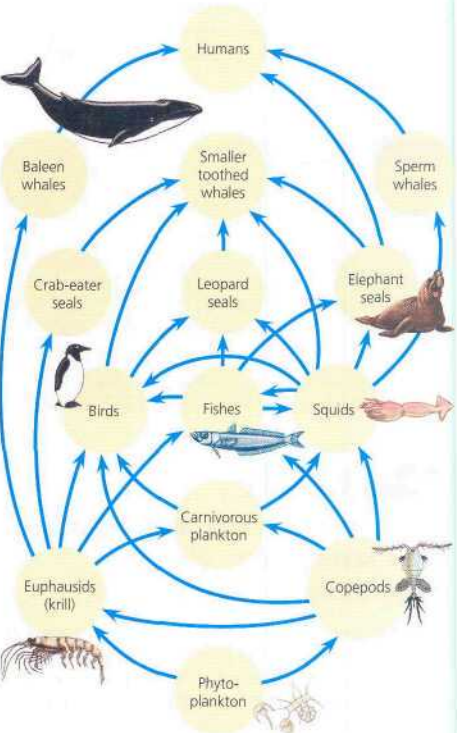 Humans
Baleen
whales
Smaller
toothed
whales
Sperm
whales
Crab-eater
seals
Leopard
seals
Elephant
seals
Birds
Fishes
Squids
Carnivorous
plankton
Euphausids
(krill)
Copepods
Phyto-
plankton